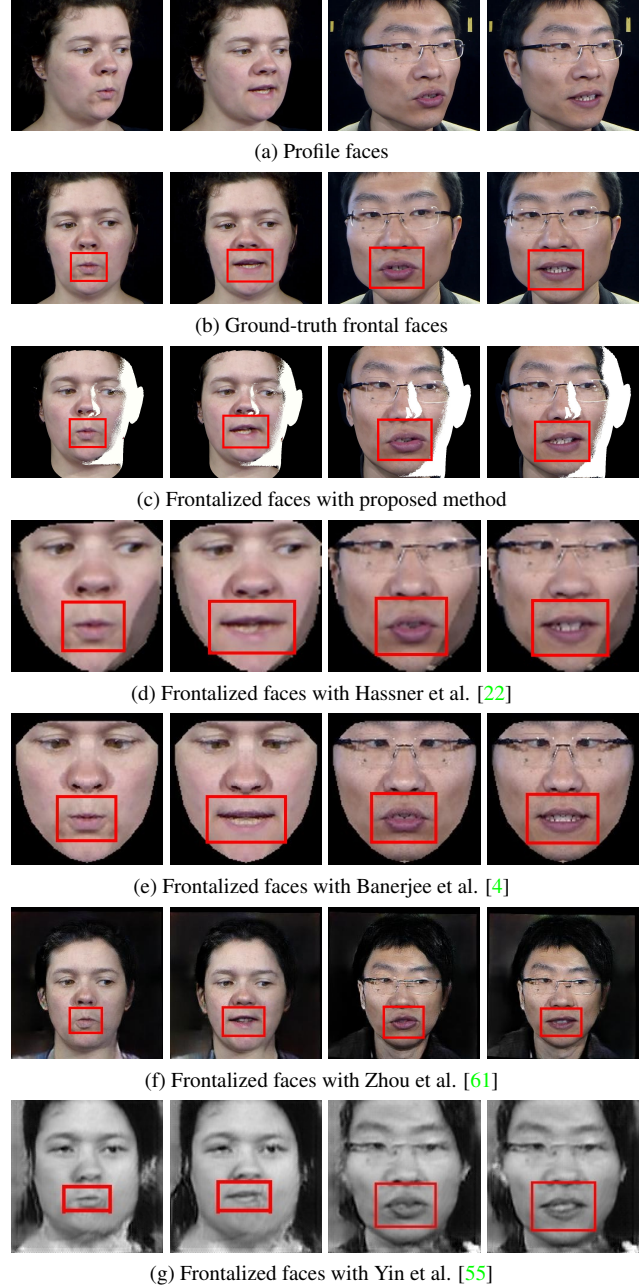 (a) Profile faces
(b) Ground-truth frontal faces
(c) Frontalized faces with proposed method
(d) Frontalized faces with Hassner et al. [22]
(e) Frontalized faces with Banerjee et al. [4]
(f) Frontalized faces with Zhou et al. [61]
(g) Frontalized faces with Yin et al. [55]